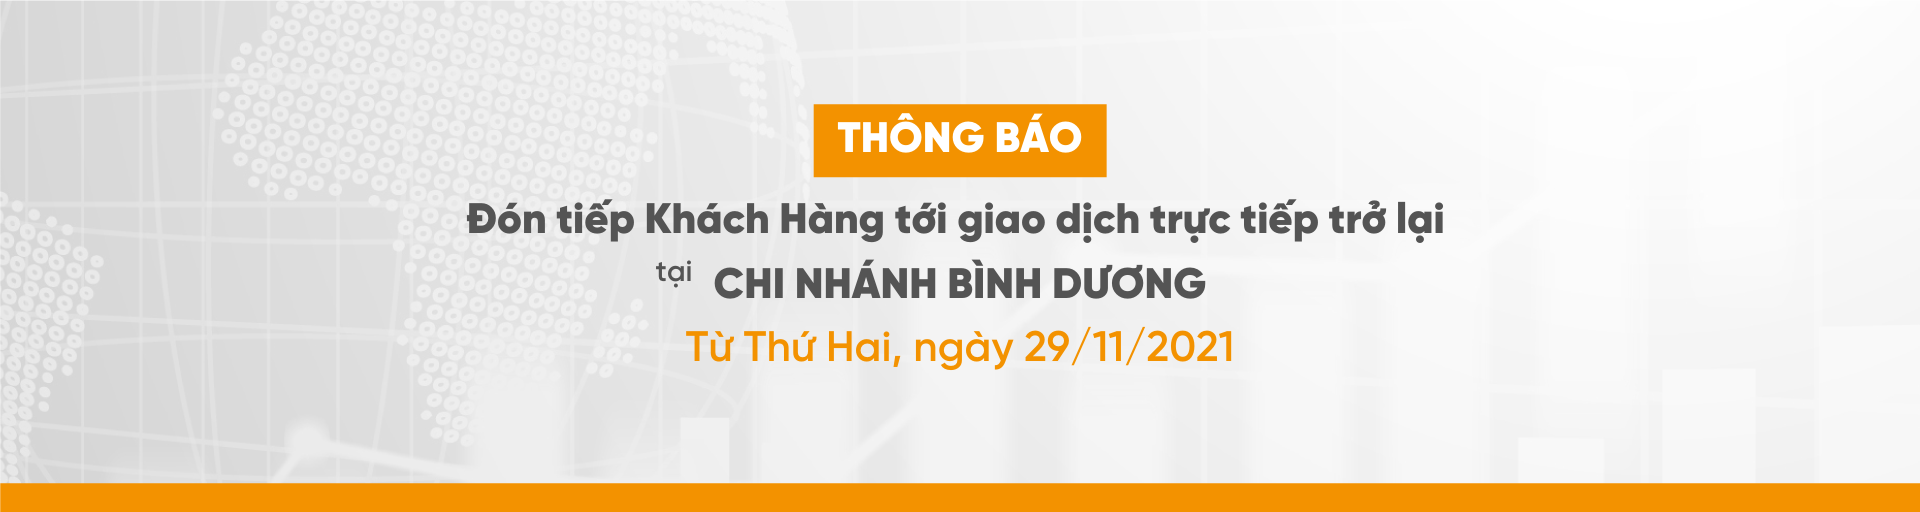 THÔNG BÁO
Đón tiếp Khách Hàng tới giao dịch trực tiếp trở lại
tại CHI NHÁNH BÌNH DƯƠNG
Từ Thứ Hai, ngày 29/11/2021